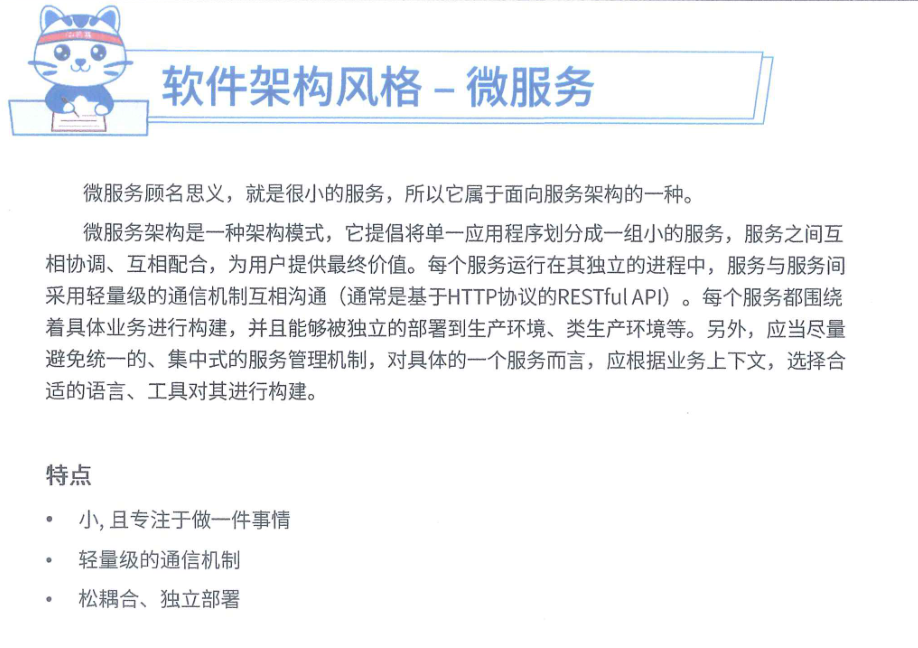 软件架构风格 – 微服务
微服务顾名思义，就是很小的服务，所以它属于面向服务架构的一种。
微服务架构是一种架构模式，它提倡将单一应用程序划分成一组小的服务，服务之间互
相协调、互相配合，为用户提供最终价值。每个服务运行在其独立的进程中，服务与服务间
采用轻量级的通信机制互相沟通（通常是基于HTTP协议的RESTful API）。每个服务都围绕
着具体业务进行构建，并且能够被独立的部署到生产环境、类生产环境等。另外，应当尽量
避免统一的、集中式的服务管理机制，对具体的一个服务而言，应根据业务上下文，选择合
适的语言、工具对其进行构建。
特点
• 小, 且专注于做一件事情
• 轻量级的通信机制
• 松耦合、独立部署